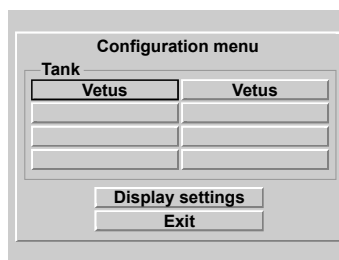 Configuration menu
Tank
Vetus Vetus
Display settings
Exit